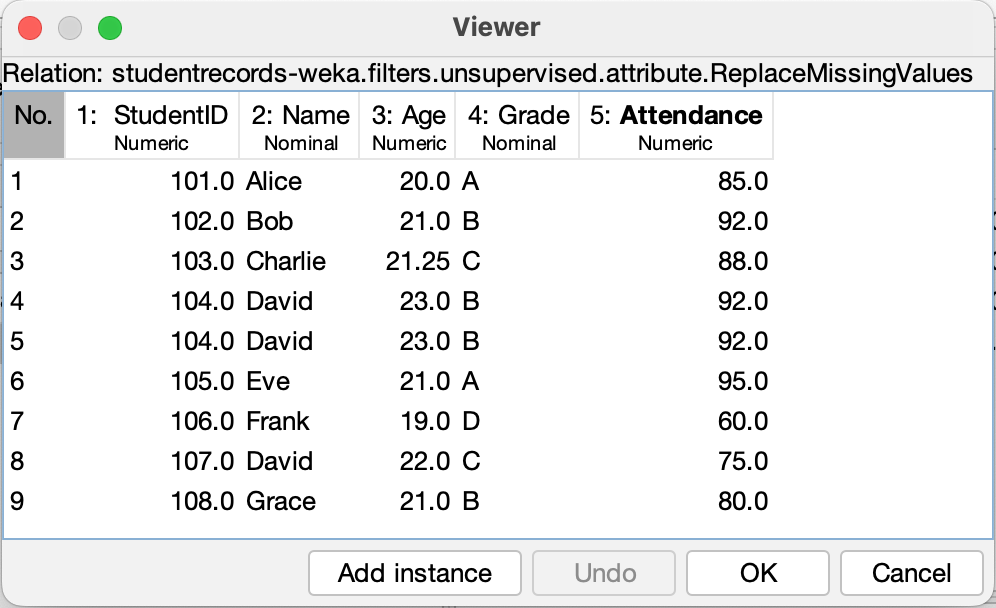 Viewer
Relation: studentrecords-weka.filters.unsupervised.attribute.ReplaceMissingValues
No. 1: StudentID 2: Name 3: Age 4: Grade 5: Attendance
Numeric Nominal Numeric Nominal Numeric
1 101.0 Alice 20.0 A 85.0
2 102.0 Bob 21.0 B 92.0
3 103.0 Charlie 21.25 C 88.0
4 104.0 David 23.0 B 92.0
5 104.0 David 23.0 B 92.0
6 105.0 Eve 21.0 A 95.0
7 106.0 Frank 19.0 D 60.0
8 107.0 David 22.0 C 75.0
9 108.0 Grace 21.0 B 80.0
Add instance Undo OK Cancel